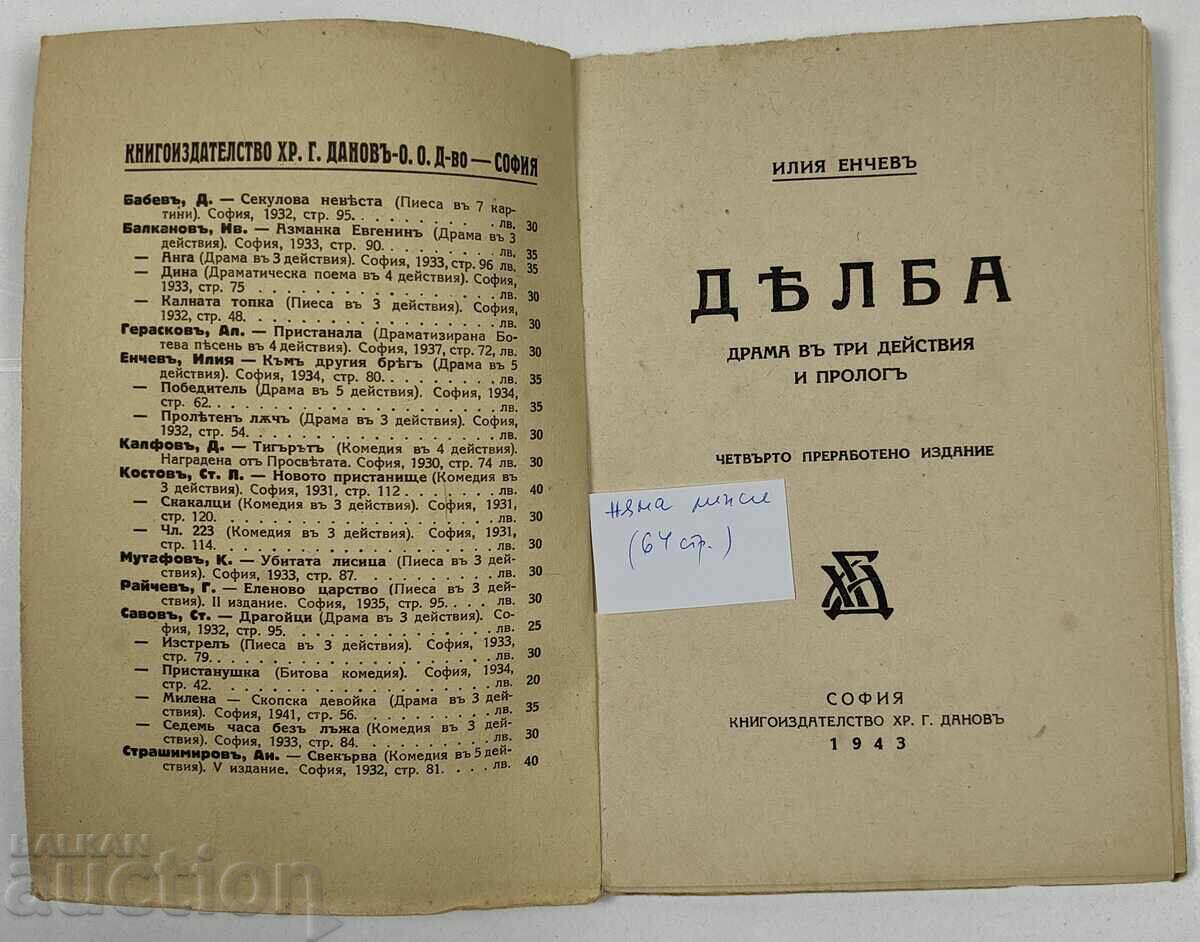 КНИГОИЗДАТЕЛСТВО ХР. Г. ДАНОВЪ-О. О. Д-во — СОФИЯ
Бабевъ, Д. — Секулова невѣста (Пиеса въ 7 кар-
тини). София, 1932, стр. 95. . . . . . . . . . лв. 30
Балкановъ, Ив. — Азманка Евгенинъ (Драма въ 3
действия). София, 1933, стр. 90. . . . . . . . . лв. 35
— Анга (Драма въ 3 действия). София, 1933, стр. 96 лв. 35
— Дина (Драматическа поема въ 4 действия). София,
1933, стр. 75 . . . . . . . . . . . лв. 30
— Калната топка (Пиеса въ 3 действия). София,
1932, стр. 48. . . . . . . . . . . лв. 30
Герасковъ, Ал. — Пристанала (Драматизирана Бо-
тева пѣсень въ 4 действия). София, 1937, стр. 72, лв. 30
Енчевъ, Илия — Къмъ другия брѣгъ (Драма въ 5
действия). София, 1934, стр. 80. . . . . . . . лв. 35
— Победитель (Драма въ 5 действия). София, 1934,
стр. 62. . . . . . . . . . . . . лв. 35
— Пролѣтенъ лѫчъ (Драма въ 3 действия). София,
1932, стр. 54. . . . . . . . . . . лв. 30
Калфовъ, Д. — Тигърътъ (Комедия въ 4 действия).
Наградена отъ Просвѣтата. София, 1930, стр. 74 лв. 30
Костовъ, Ст. Л. — Новото пристанище (Комедия въ
3 действия). София, 1931, стр. 112 . . . . . . лв. 40
— Скакалци (Комедия въ 3 действия). София, 1931,
стр. 120. . . . . . . . . . . . . лв. 30
— Чл. 223 (Комедия въ 3 действия). София, 1931,
стр. 114. . . . . . . . . . . . . лв. 30
Мутафовъ, К. — Убитата лисица (Пиеса въ 3 дей-
ствия). София, 1933, стр. 87. . . . . . . . . лв. 30
Райчевъ, Г. — Еленово царство (Пиеса въ 3 дей-
ствия). II издание. София, 1935, стр. 95. . . . лв. 30
Савовъ, Ст. — Драгойци (Драма въ 3 действия). Со-
фия, 1932, стр. 95. . . . . . . . . . лв. 25
— Изстрелъ (Пиеса въ 3 действия). София, 1933,
стр. 79. . . . . . . . . . . . . лв. 30
— Пристанушка (Битова комедия). София, 1934,
стр. 42. . . . . . . . . . . . . лв. 20
— Милена — Скопска девойка (Драма въ 3 дей-
ствия). София, 1941, стр. 56. . . . . . . . . лв. 35
— Седемь часа безъ лъжа (Комедия въ 3 дей-
ствия). София, 1933, стр. 84. . . . . . . . . лв. 30
Страшимировъ, Ан. — Свекърва (Комедия въ 5 дей-
ствия). V издание. София, 1932, стр. 81. . . . лв. 40
ИЛИЯ ЕНЧЕВЪ
ДѢЛБА
ДРАМА ВЪ ТРИ ДЕЙСТВИЯ
И ПРОЛОГЪ
ЧЕТВЪРТО ПРЕРАБОТЕНО ИЗДАНИЕ
няма липси
(64 стр.)
СОФИЯ
КНИГОИЗДАТЕЛСТВО ХР. Г. ДАНОВЪ
1943
BALKAN
auction